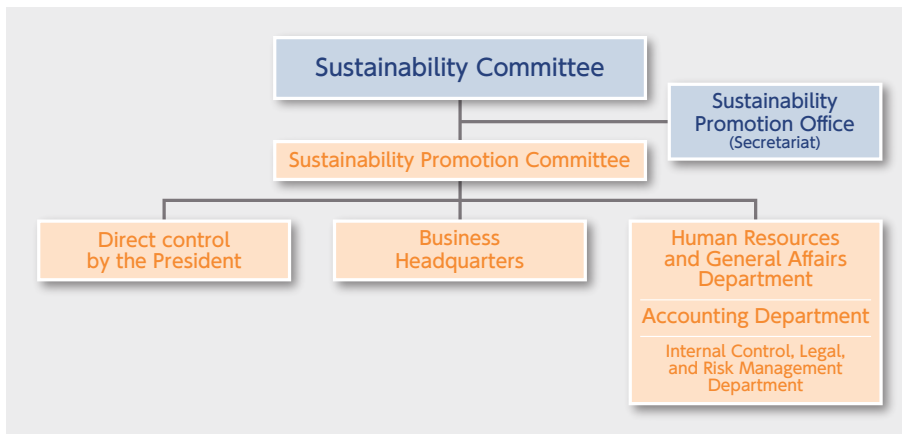 Sustainability Committee
Sustainability
Promotion Office
(Secretariat)
Sustainability Promotion Committee
Direct control
by the President
Business
Headquarters
Human Resources
and General Affairs
Department
Accounting Department
Internal Control, Legal,
and Risk Management
Department